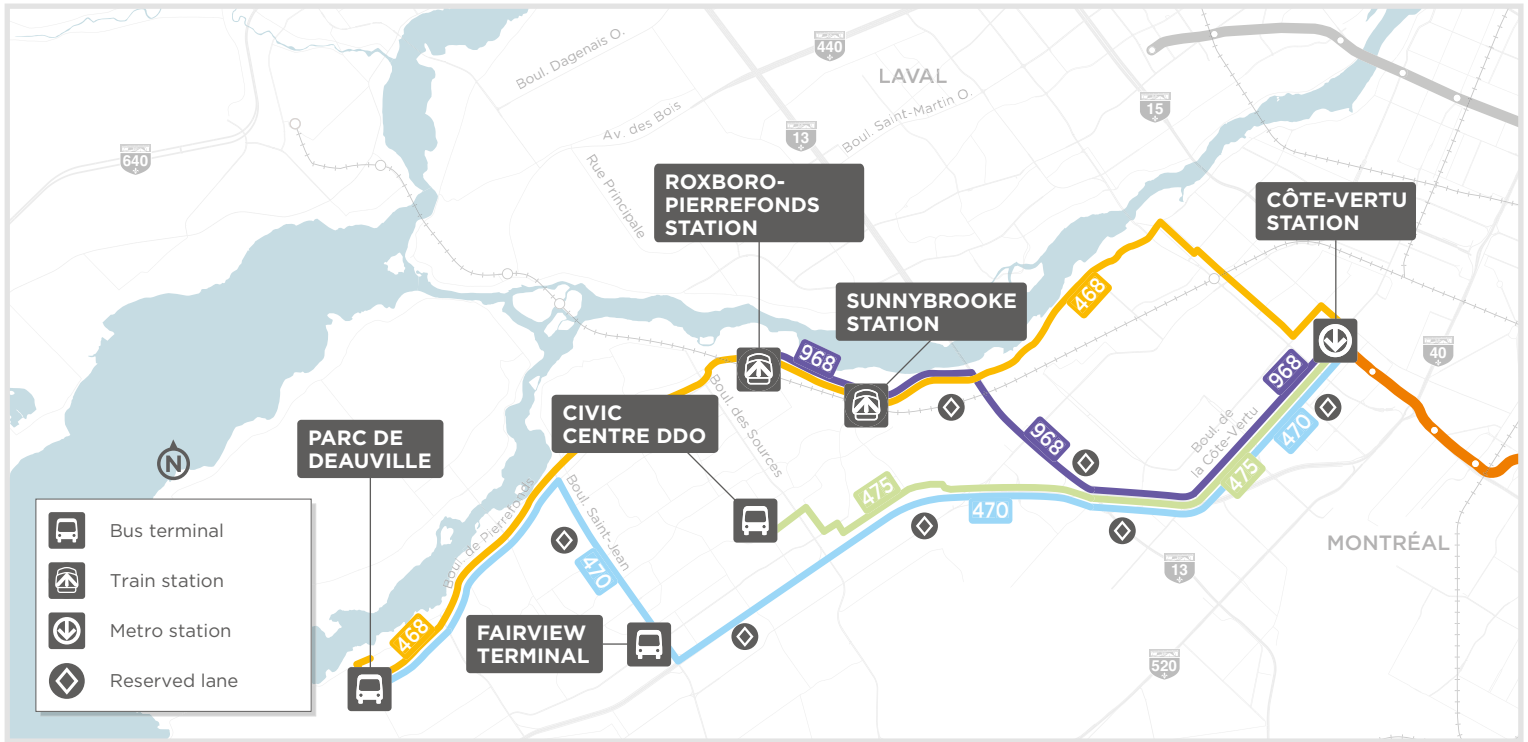 Boul. Dagenais O.
440
LAVAL
15
Boul. Saint-Martin O.
Av. des Bois
13
640
Rue Principale
ROXBORO-
PIERREFONDS
STATION
CÔTE-VERTU
STATION
SUNNYBROOKE
STATION
468
968
40
968
Boul. des Sources
CIVIC
CENTRE DDO
PARC DE
DEAUVILLE
Boul. de
la Côte-Vertu
470
968
475
475
470
N
Boul. de Pierrefonds
Boul. Saint-Jean
470
MONTRÉAL
13
468
FAIRVIEW
TERMINAL
520
Bus terminal
Train station
Metro station
Reserved lane